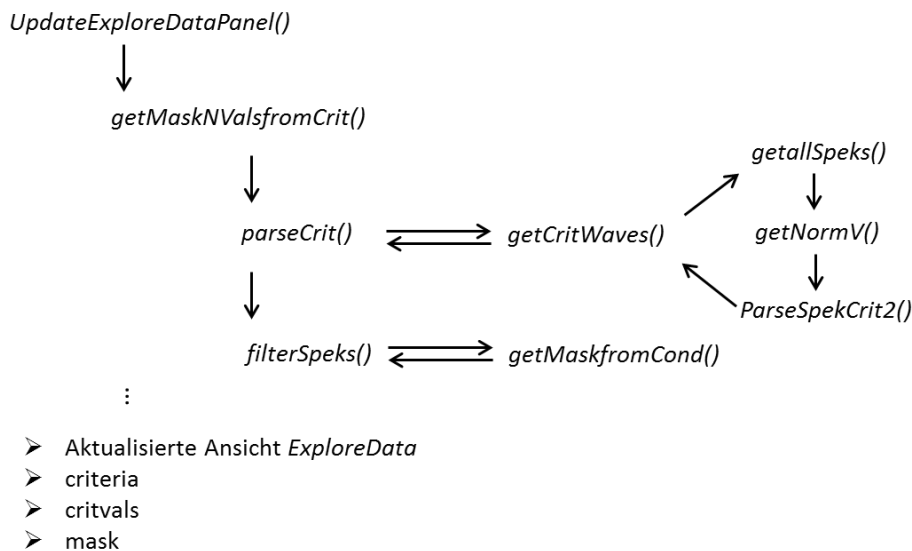 UpdateExploreDataPanel()
getMaskNValsfromCrit()
getallSpeks()
parseCrit()
getCritWaves()
getNormV()
ParseSpekCrit2()
filterSpeks()
getMaskfromCond()
⋮
➢ Aktualisierte Ansicht ExploreData
➢ criteria
➢ critvals
➢ mask